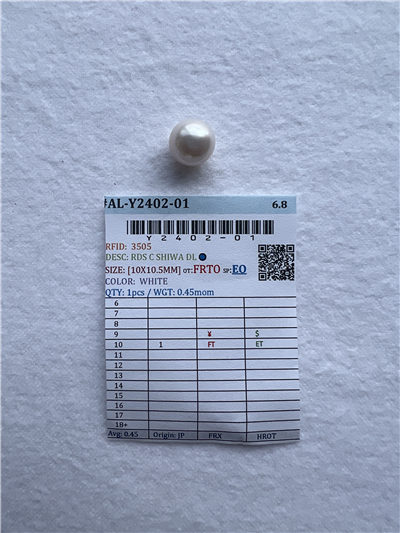 #AL-Y2402-01 6.8
Y2402-01
RFID: 3505
DESC: RDS C SHIWA DL
SIZE: [10X10.5MM] OT:FRTO SP:EQ
COLOR: WHITE
QTY: 1pcs / WGT: 0.45mom
6
7
8
9 ¥ $
10 1 FT ET
11
12
13
14
15
16
17
18+
Avg: 0.45 Origin: JP FRX HROT